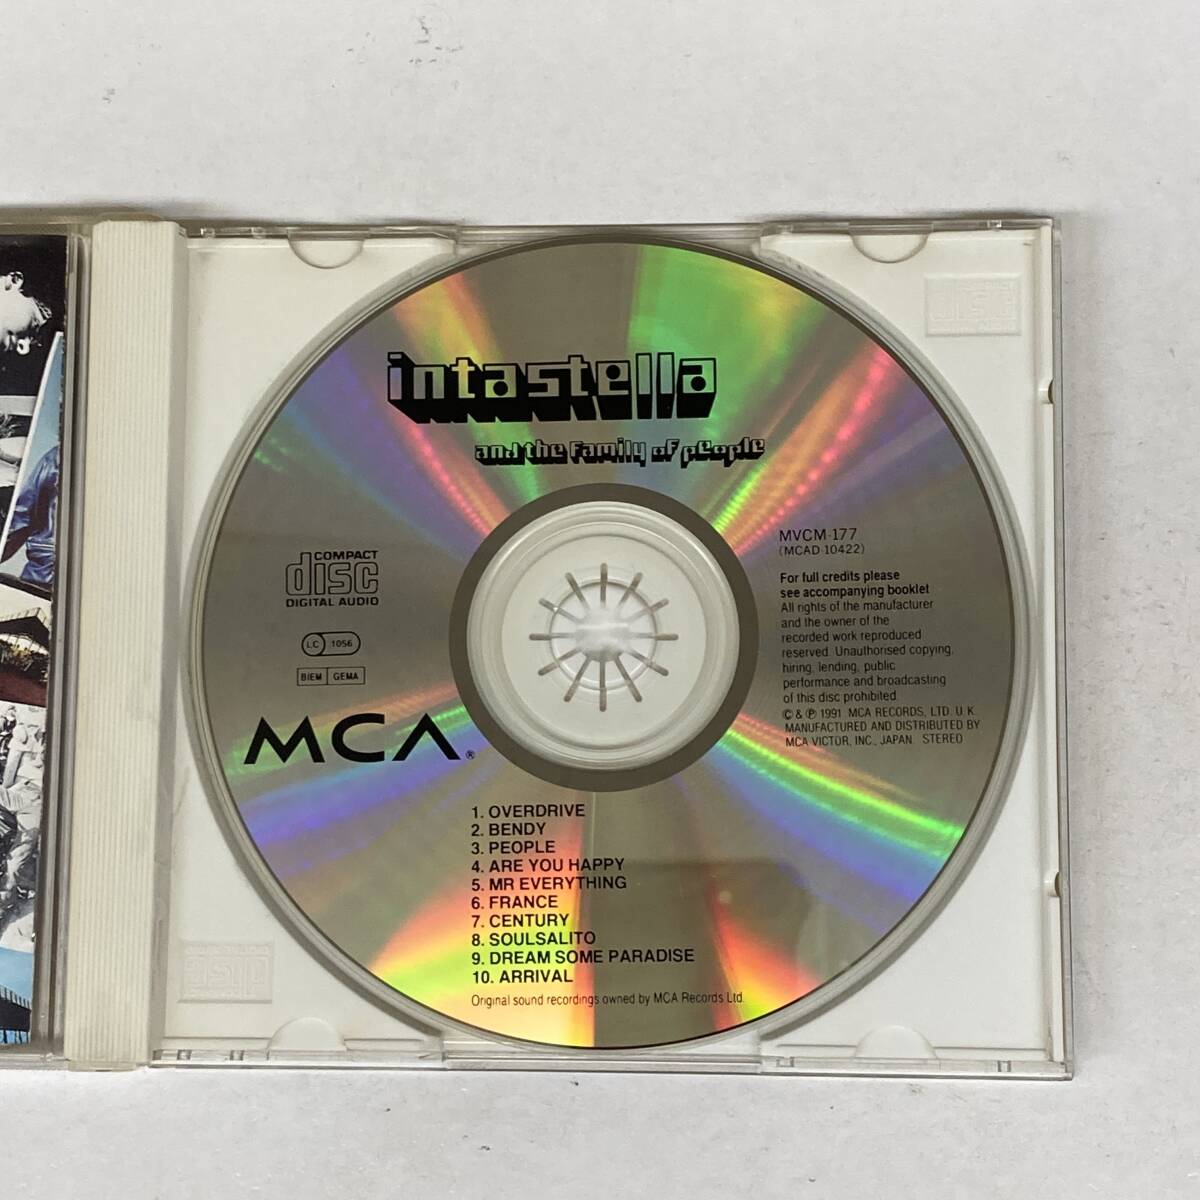 intastella
and the Family of people
COMPACT
disc
DIGITAL AUDIO
LC 1056
BIEM GEMA
MCA®
MVCM-177
(MCAD-10422)
For full credits please
see accompanying booklet
All rights of the manufacturer
and the owner of the
recorded work reproduced
reserved. Unauthorised copying,
hiring, lending, public
performance and broadcasting
of this disc prohibited.
© & ℗ 1991 MCA RECORDS, LTD. U.K.
MANUFACTURED AND DISTRIBUTED BY
MCA VICTOR, INC., JAPAN. STEREO
1. OVERDRIVE
2. BENDY
3. PEOPLE
4. ARE YOU HAPPY
5. MR EVERYTHING
6. FRANCE
7. CENTURY
8. SOULSALITO
9. DREAM SOME PARADISE
10. ARRIVAL
Original sound recordings owned by MCA Records Ltd.
disc
disc